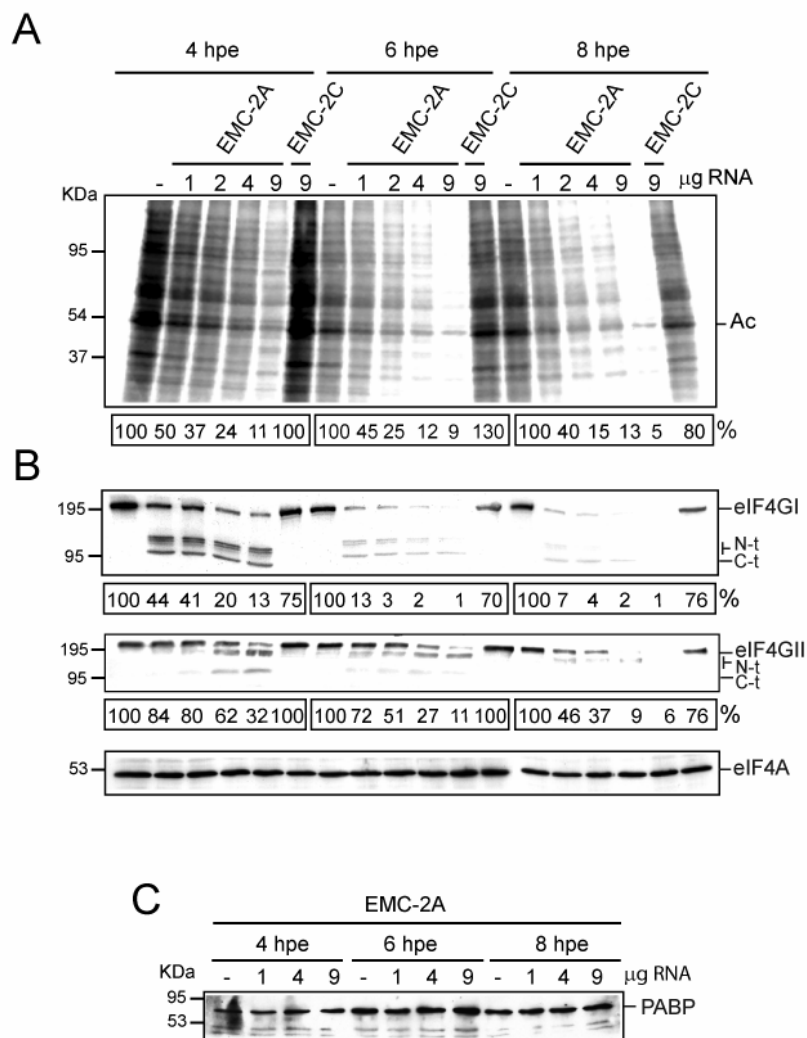 A
4 hpe 6 hpe 8 hpe
EMC-2A EMC-2C EMC-2A EMC-2C EMC-2A EMC-2C
- 1 2 4 9 9 - 1 2 4 9 9 - 1 2 4 9 9 μg RNA
KDa
95
54
Ac
37
100 50 37 24 11 100 100 45 25 12 9 130 100 40 15 13 5 80 %
B
195 eIF4GI
N-t
95 C-t
100 44 41 20 13 75 100 13 3 2 1 70 100 7 4 2 1 76 %
195 eIF4GII
N-t
95 C-t
100 84 80 62 32 100 100 72 51 27 11 100 100 46 37 9 6 76 %
53 eIF4A
C
EMC-2A
4 hpe 6 hpe 8 hpe
KDa - 1 4 9 - 1 4 9 - 1 4 9 μg RNA
95 PABP
53